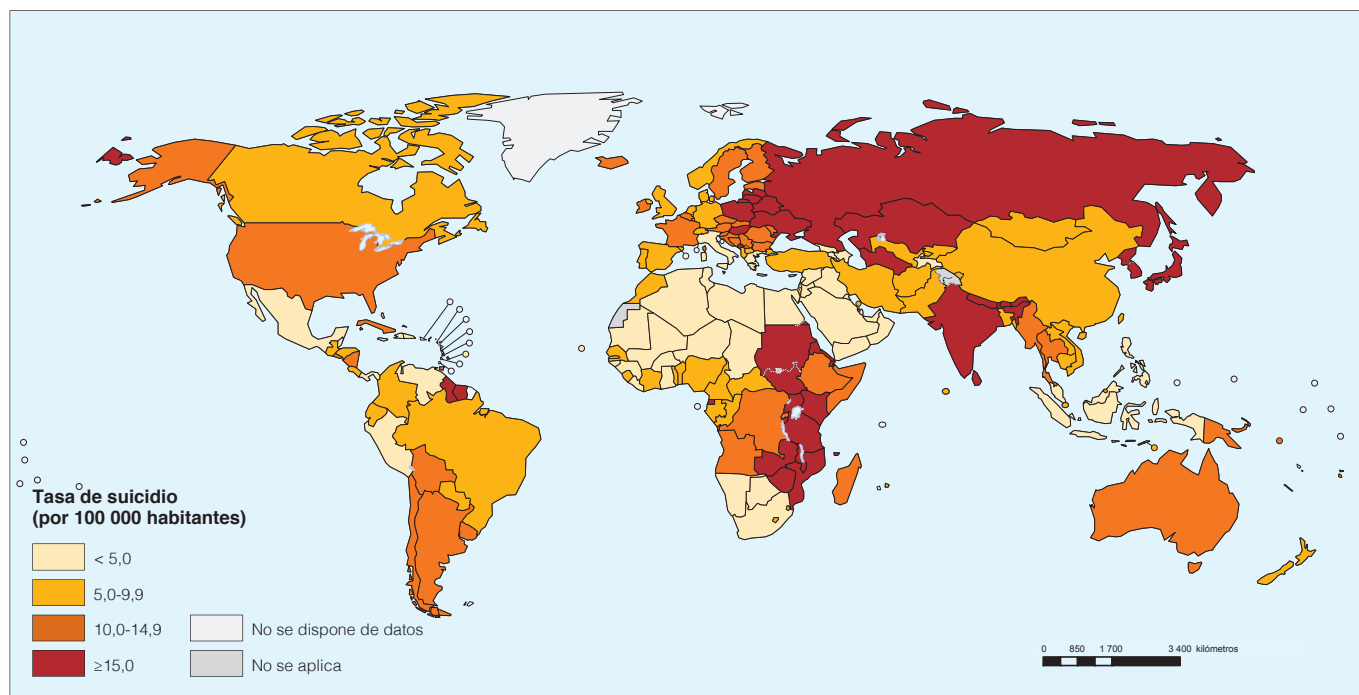 Tasa de suicidio
(por 100 000 habitantes)
< 5,0
5,0-9,9
10,0-14,9
≥15,0
No se dispone de datos
No se aplica
0 850 1 700 3 400 kilómetros